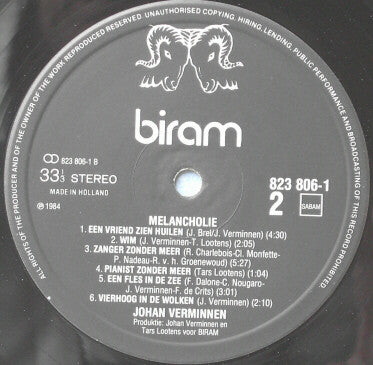 ALL RIGHTS OF THE PRODUCER AND OF THE OWNER OF THE WORK REPRODUCED RESERVED. UNAUTHORISED COPYING, HIRING, LENDING, PUBLIC PERFORMANCE AND BROADCASTING OF THIS RECORD PROHIBITED.
biram
823 806-1 B
33 1/3 STEREO
MADE IN HOLLAND
℗ 1984
823 806-1
2
SABAM
MELANCHOLIE
1. EEN VRIEND ZIEN HUILEN (J. Brel/J. Verminnen) (4:30)
2. WIM (J. Verminnen-T. Lootens) (2:05)
3. ZANGER ZONDER MEER (R. Charlebois-Cl. Monfette-
P. Nadeau-R. v. h. Groenewoud) (5:27)
4. PIANIST ZONDER MEER (Tars Lootens) (1:04)
5. EEN FLES IN DE ZEE (F. Dalone-C. Nougaro-
J. Verminnen-F. de Crits) (3:51)
6. VIERHOOG IN DE WOLKEN (J. Verminnen) (2:10)
JOHAN VERMINNEN
Produktie: Johan Verminnen en
Tars Lootens voor BIRAM